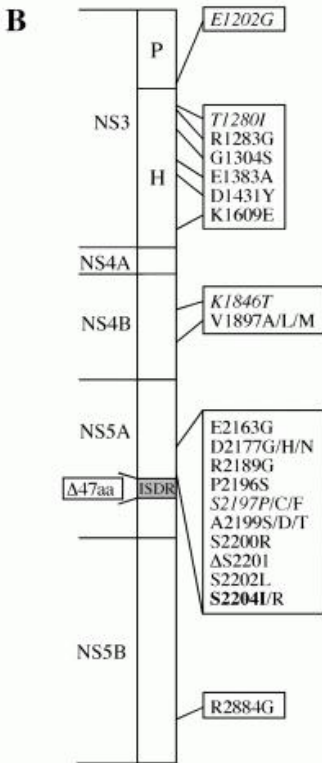 B
E1202G
P
NS3
T1280I
R1283G
G1304S
E1383A
D1431Y
K1609E
H
NS4A
K1846T
V1897A/L/M
NS4B
NS5A
E2163G
D2177G/H/N
R2189G
P2196S
S2197P/C/F
A2199S/D/T
S2200R
ΔS2201
S2202L
S2204I/R
Δ47aa
ISDR
NS5B
R2884G